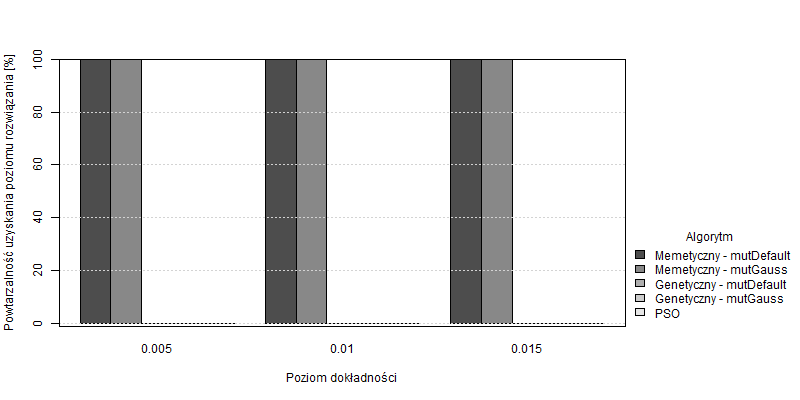 Powtarzalność uzyskania poziomu rozwiązania [%]
100
80
60
40
20
0
0.005 0.01 0.015
Poziom dokładności
Algorytm
Memetyczny - mutDefault
Memetyczny - mutGauss
Genetyczny - mutDefault
Genetyczny - mutGauss
PSO